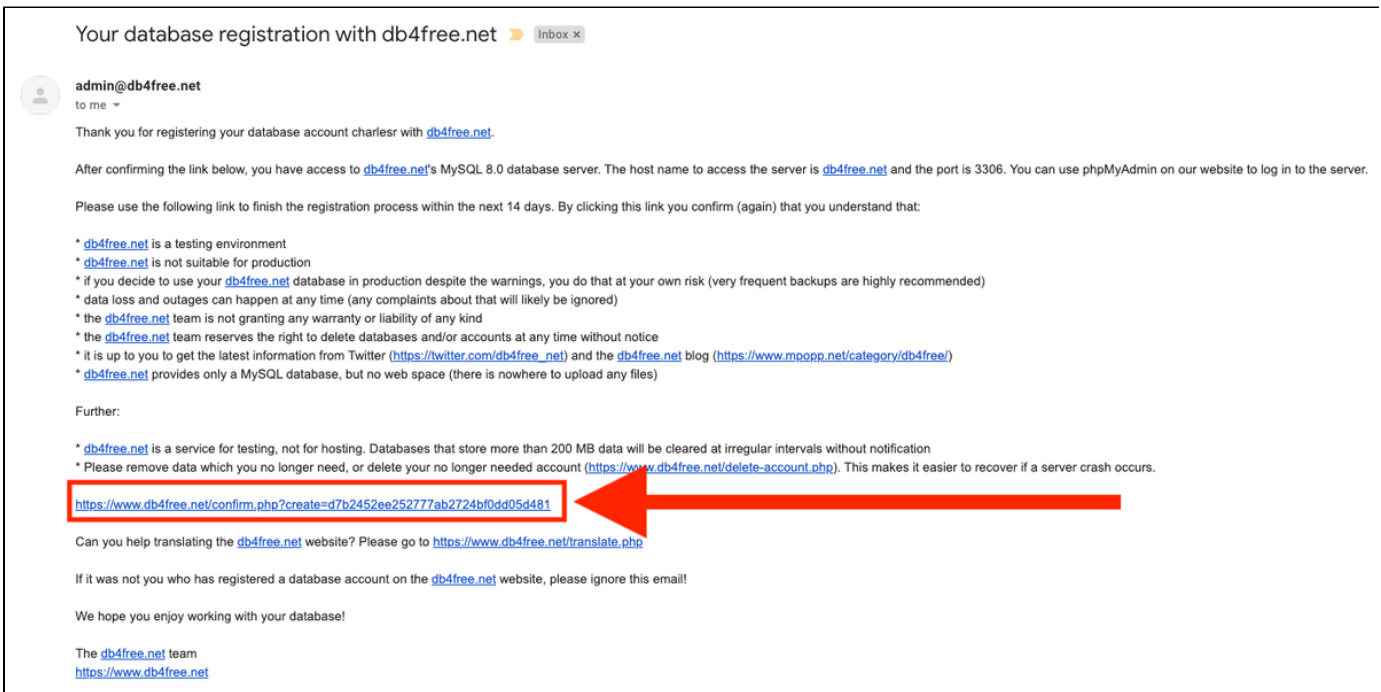 Your database registration with db4free.net Inbox ×
admin@db4free.net
to me
Thank you for registering your database account charlesr with db4free.net.
After confirming the link below, you have access to db4free.net's MySQL 8.0 database server. The host name to access the server is db4free.net and the port is 3306. You can use phpMyAdmin on our website to log in to the server.
Please use the following link to finish the registration process within the next 14 days. By clicking this link you confirm (again) that you understand that:
* db4free.net is a testing environment
* db4free.net is not suitable for production
* if you decide to use your db4free.net database in production despite the warnings, you do that at your own risk (very frequent backups are highly recommended)
* data loss and outages can happen at any time (any complaints about that will likely be ignored)
* the db4free.net team is not granting any warranty or liability of any kind
* the db4free.net team reserves the right to delete databases and/or accounts at any time without notice
* it is up to you to get the latest information from Twitter (https://twitter.com/db4free_net) and the db4free.net blog (https://www.mpopp.net/category/db4free/)
* db4free.net provides only a MySQL database, but no web space (there is nowhere to upload any files)
Further:
* db4free.net is a service for testing, not for hosting. Databases that store more than 200 MB data will be cleared at irregular intervals without notification
* Please remove data which you no longer need, or delete your no longer needed account (https://www.db4free.net/delete-account.php). This makes it easier to recover if a server crash occurs.
https://www.db4free.net/confirm.php?create=d7b2452ee252777ab2724bf0dd05d481
Can you help translating the db4free.net website? Please go to https://www.db4free.net/translate.php
If it was not you who has registered a database account on the db4free.net website, please ignore this email!
We hope you enjoy working with your database!
The db4free.net team
https://www.db4free.net